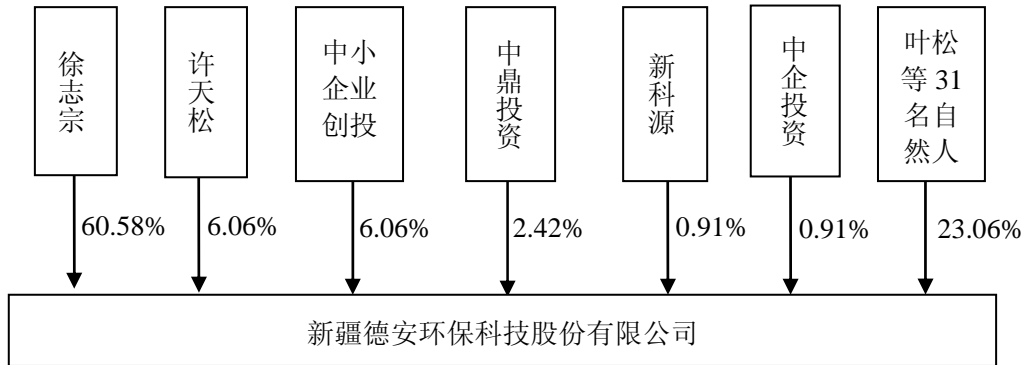 徐志宗
许天松
中小
企业
创投
中鼎投资
新科源
中企投资
叶松
等 31
名自
然人
60.58%
6.06%
6.06%
2.42%
0.91%
0.91%
23.06%
新疆德安环保科技股份有限公司